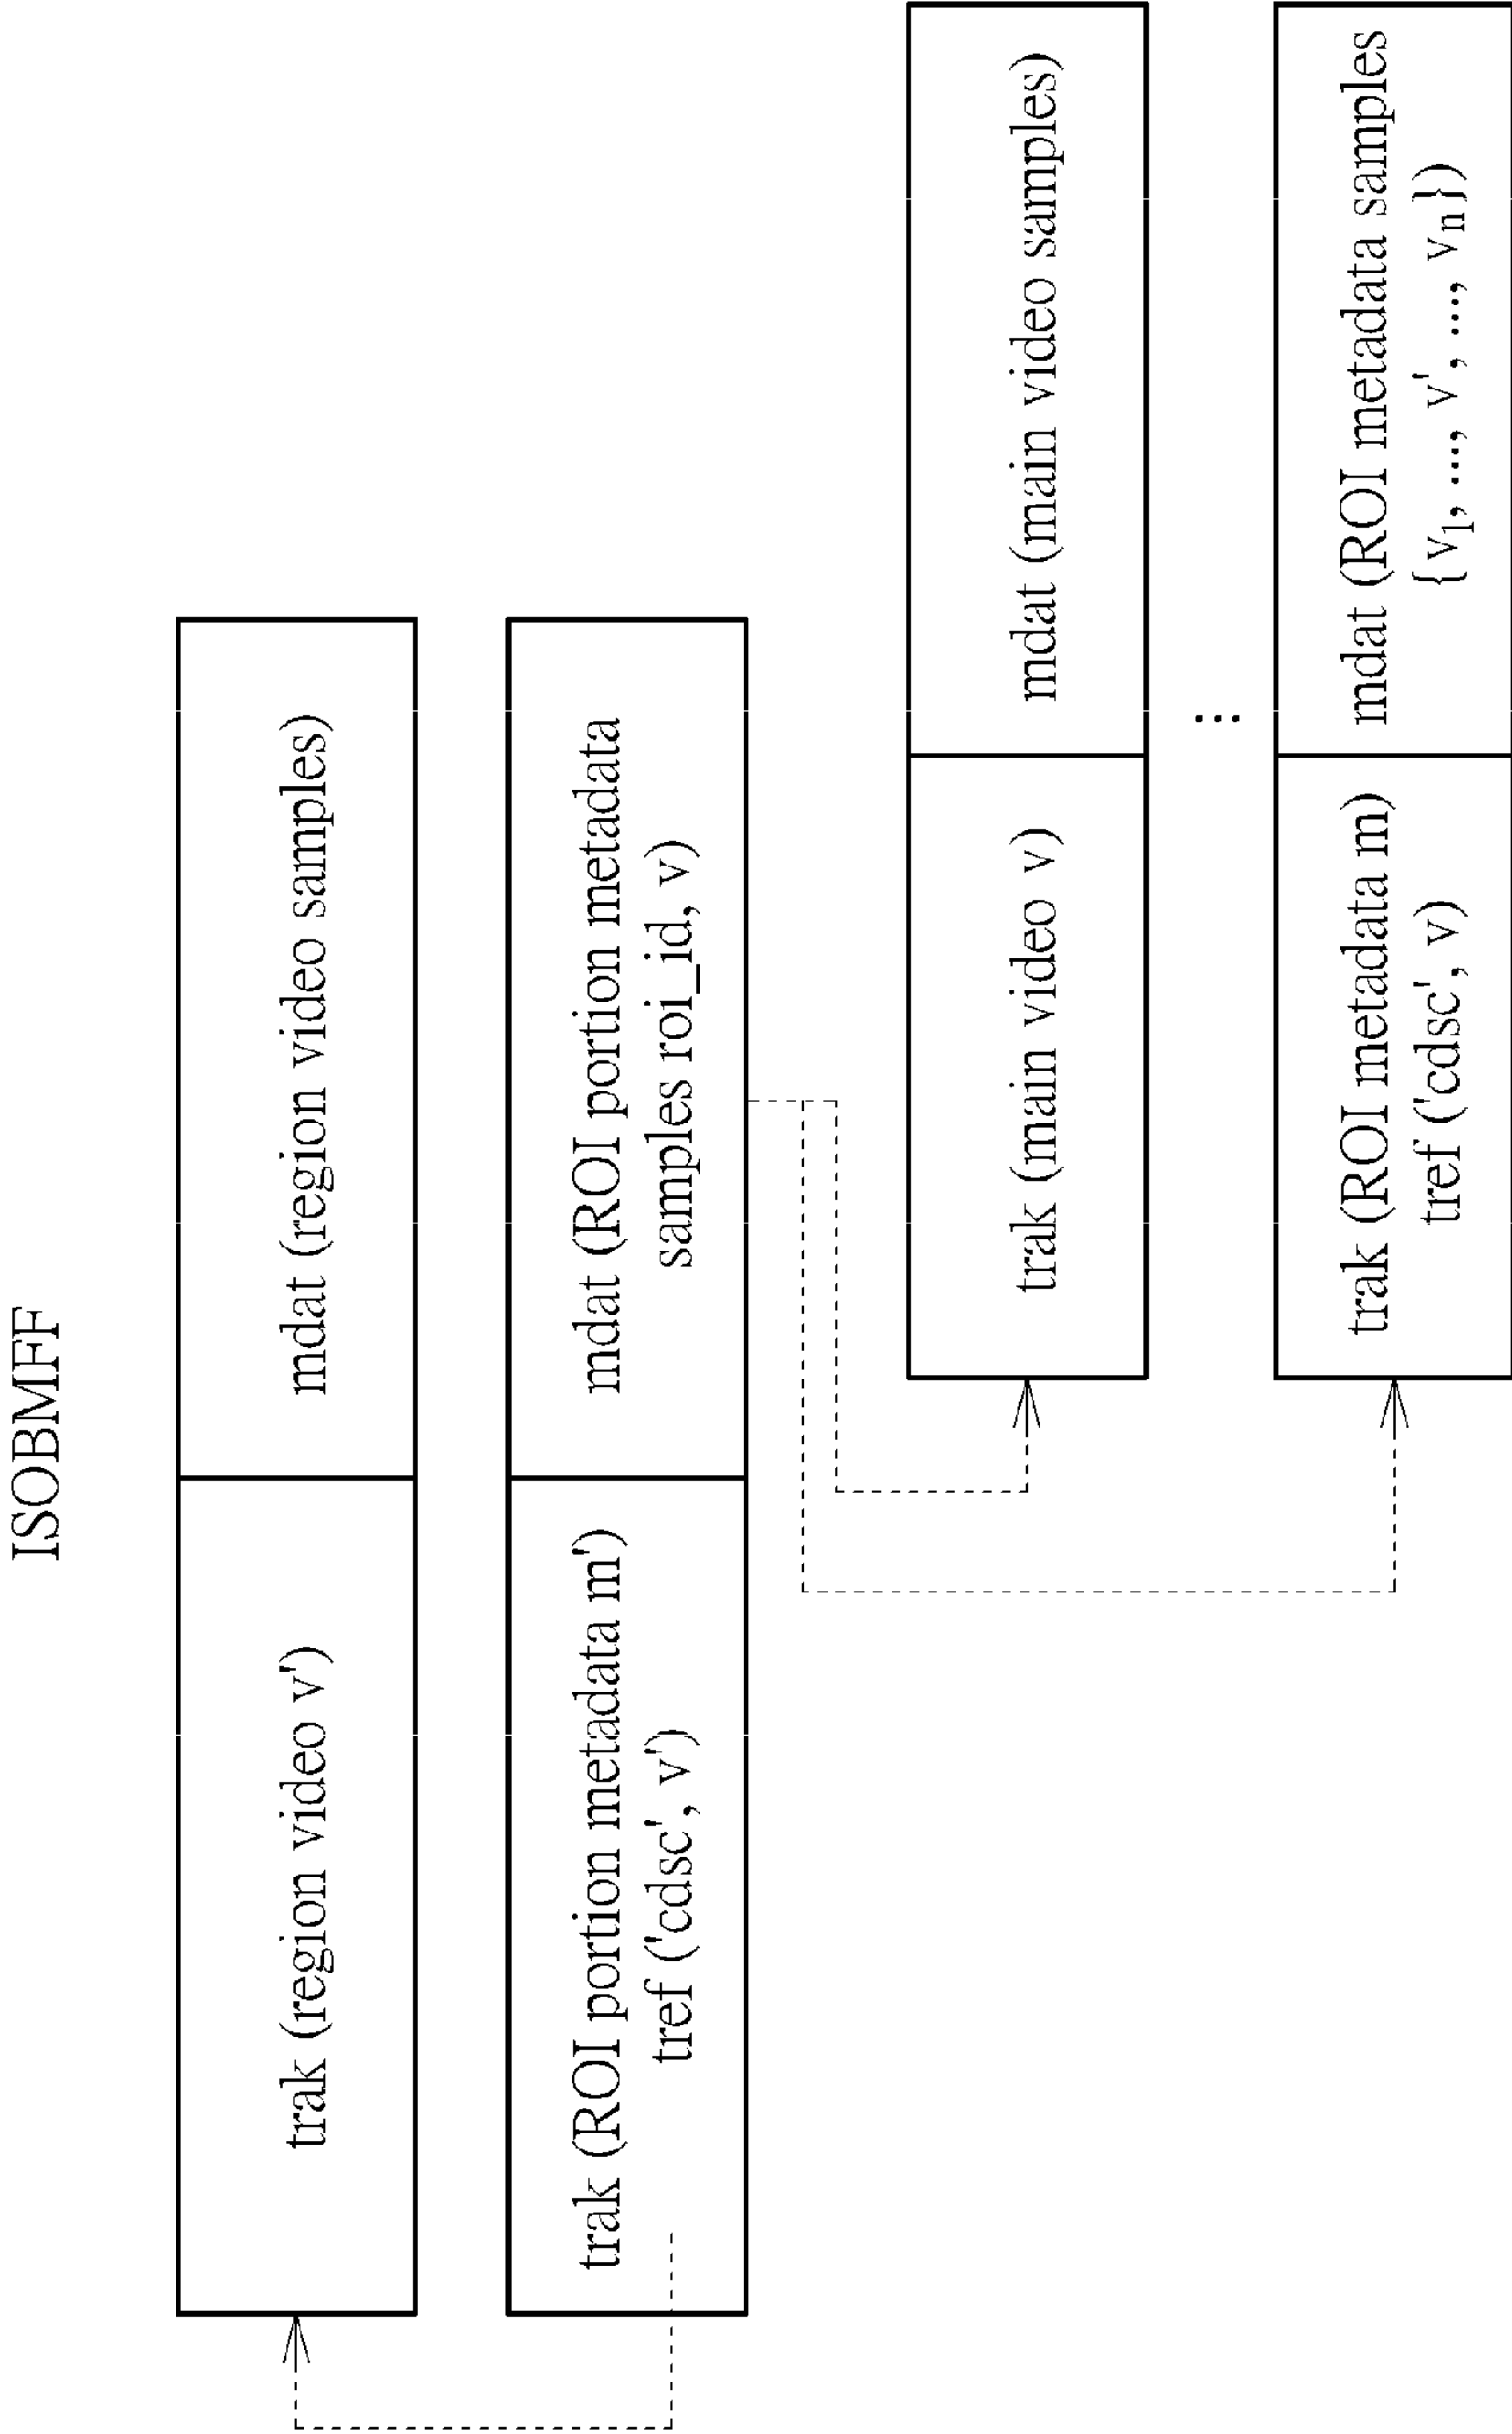 ISOBMFF
trak (region video v')
mdat (region video samples)
trak (ROI portion metadata m')
tref ('cdsc', v')
mdat (ROI portion metadata
samples roi_id, v)
trak (main video v)
mdat (main video samples)
...
trak (ROI metadata m)
tref ('cdsc', v)
mdat (ROI metadata samples
{v1, ..., v', ..., vn})